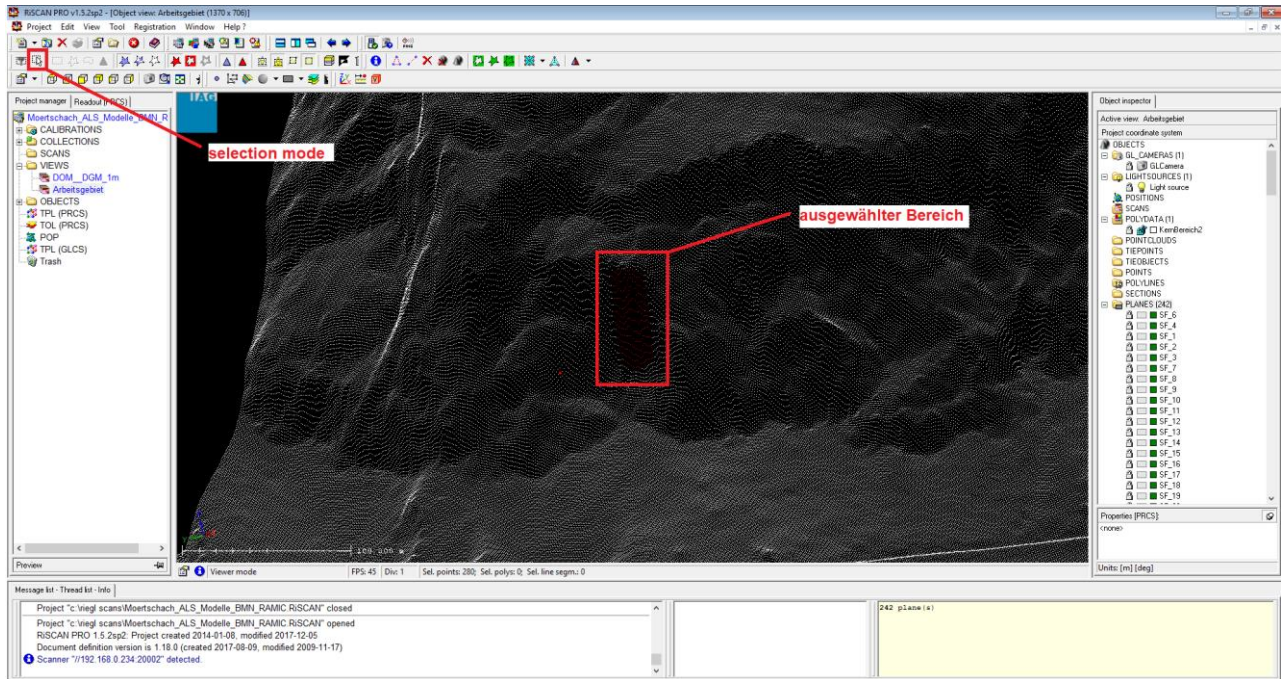 RiSCAN PRO v1.5.2sp2 - [Object view: Arbeitsgebiet (1370 x 706)]
Project Edit View Tool Registration Window Help ?
Project manager Readout (PRCS)
Moertschach_ALS_Modelle_BMN_R
CALIBRATIONS
COLLECTIONS
SCANS
VIEWS
DOM__DGM_1m
Arbeitsgebiet
OBJECTS
TPL (PRCS)
TOL (PRCS)
POP
TPL (GLCS)
Trash
Preview
IAG
selection mode
ausgewählter Bereich
Viewer mode
FPS: 45 Div: 1 Sel. points: 280; Sel. polys: 0; Sel. line segm.: 0
Object inspector
Active view: Arbeitsgebiet
Project coordinate system
OBJECTS
GL_CAMERAS (1)
GLCamera
LIGHTSOURCES (1)
Light source
POSITIONS
SCANS
POLYDATA (1)
KernBereich2
POINTCLOUDS
TIEPOINTS
TIEOBJECTS
POINTS
POLYLINES
SECTIONS
PLANES (242)
SF_6
SF_4
SF_1
SF_2
SF_3
SF_7
SF_8
SF_9
SF_10
SF_11
SF_12
SF_13
SF_14
SF_15
SF_16
SF_17
SF_18
SF_19
Properties [PRCS]:
<none>
Units: [m] [deg]
Message list - Thread list - Info
Project "c:\riegl scans\Moertschach_ALS_Modelle_BMN_RAMIC.RiSCAN" closed
Project "c:\riegl scans\Moertschach_ALS_Modelle_BMN_RAMIC.RiSCAN" opened
RiSCAN PRO 1.5.2sp2: Project created 2014-01-08, modified 2017-12-05
Document definition version is 1.18.0 (created 2017-08-09, modified 2009-11-17)
Scanner "//192.168.0.234:20002" detected.
242 plane(s)